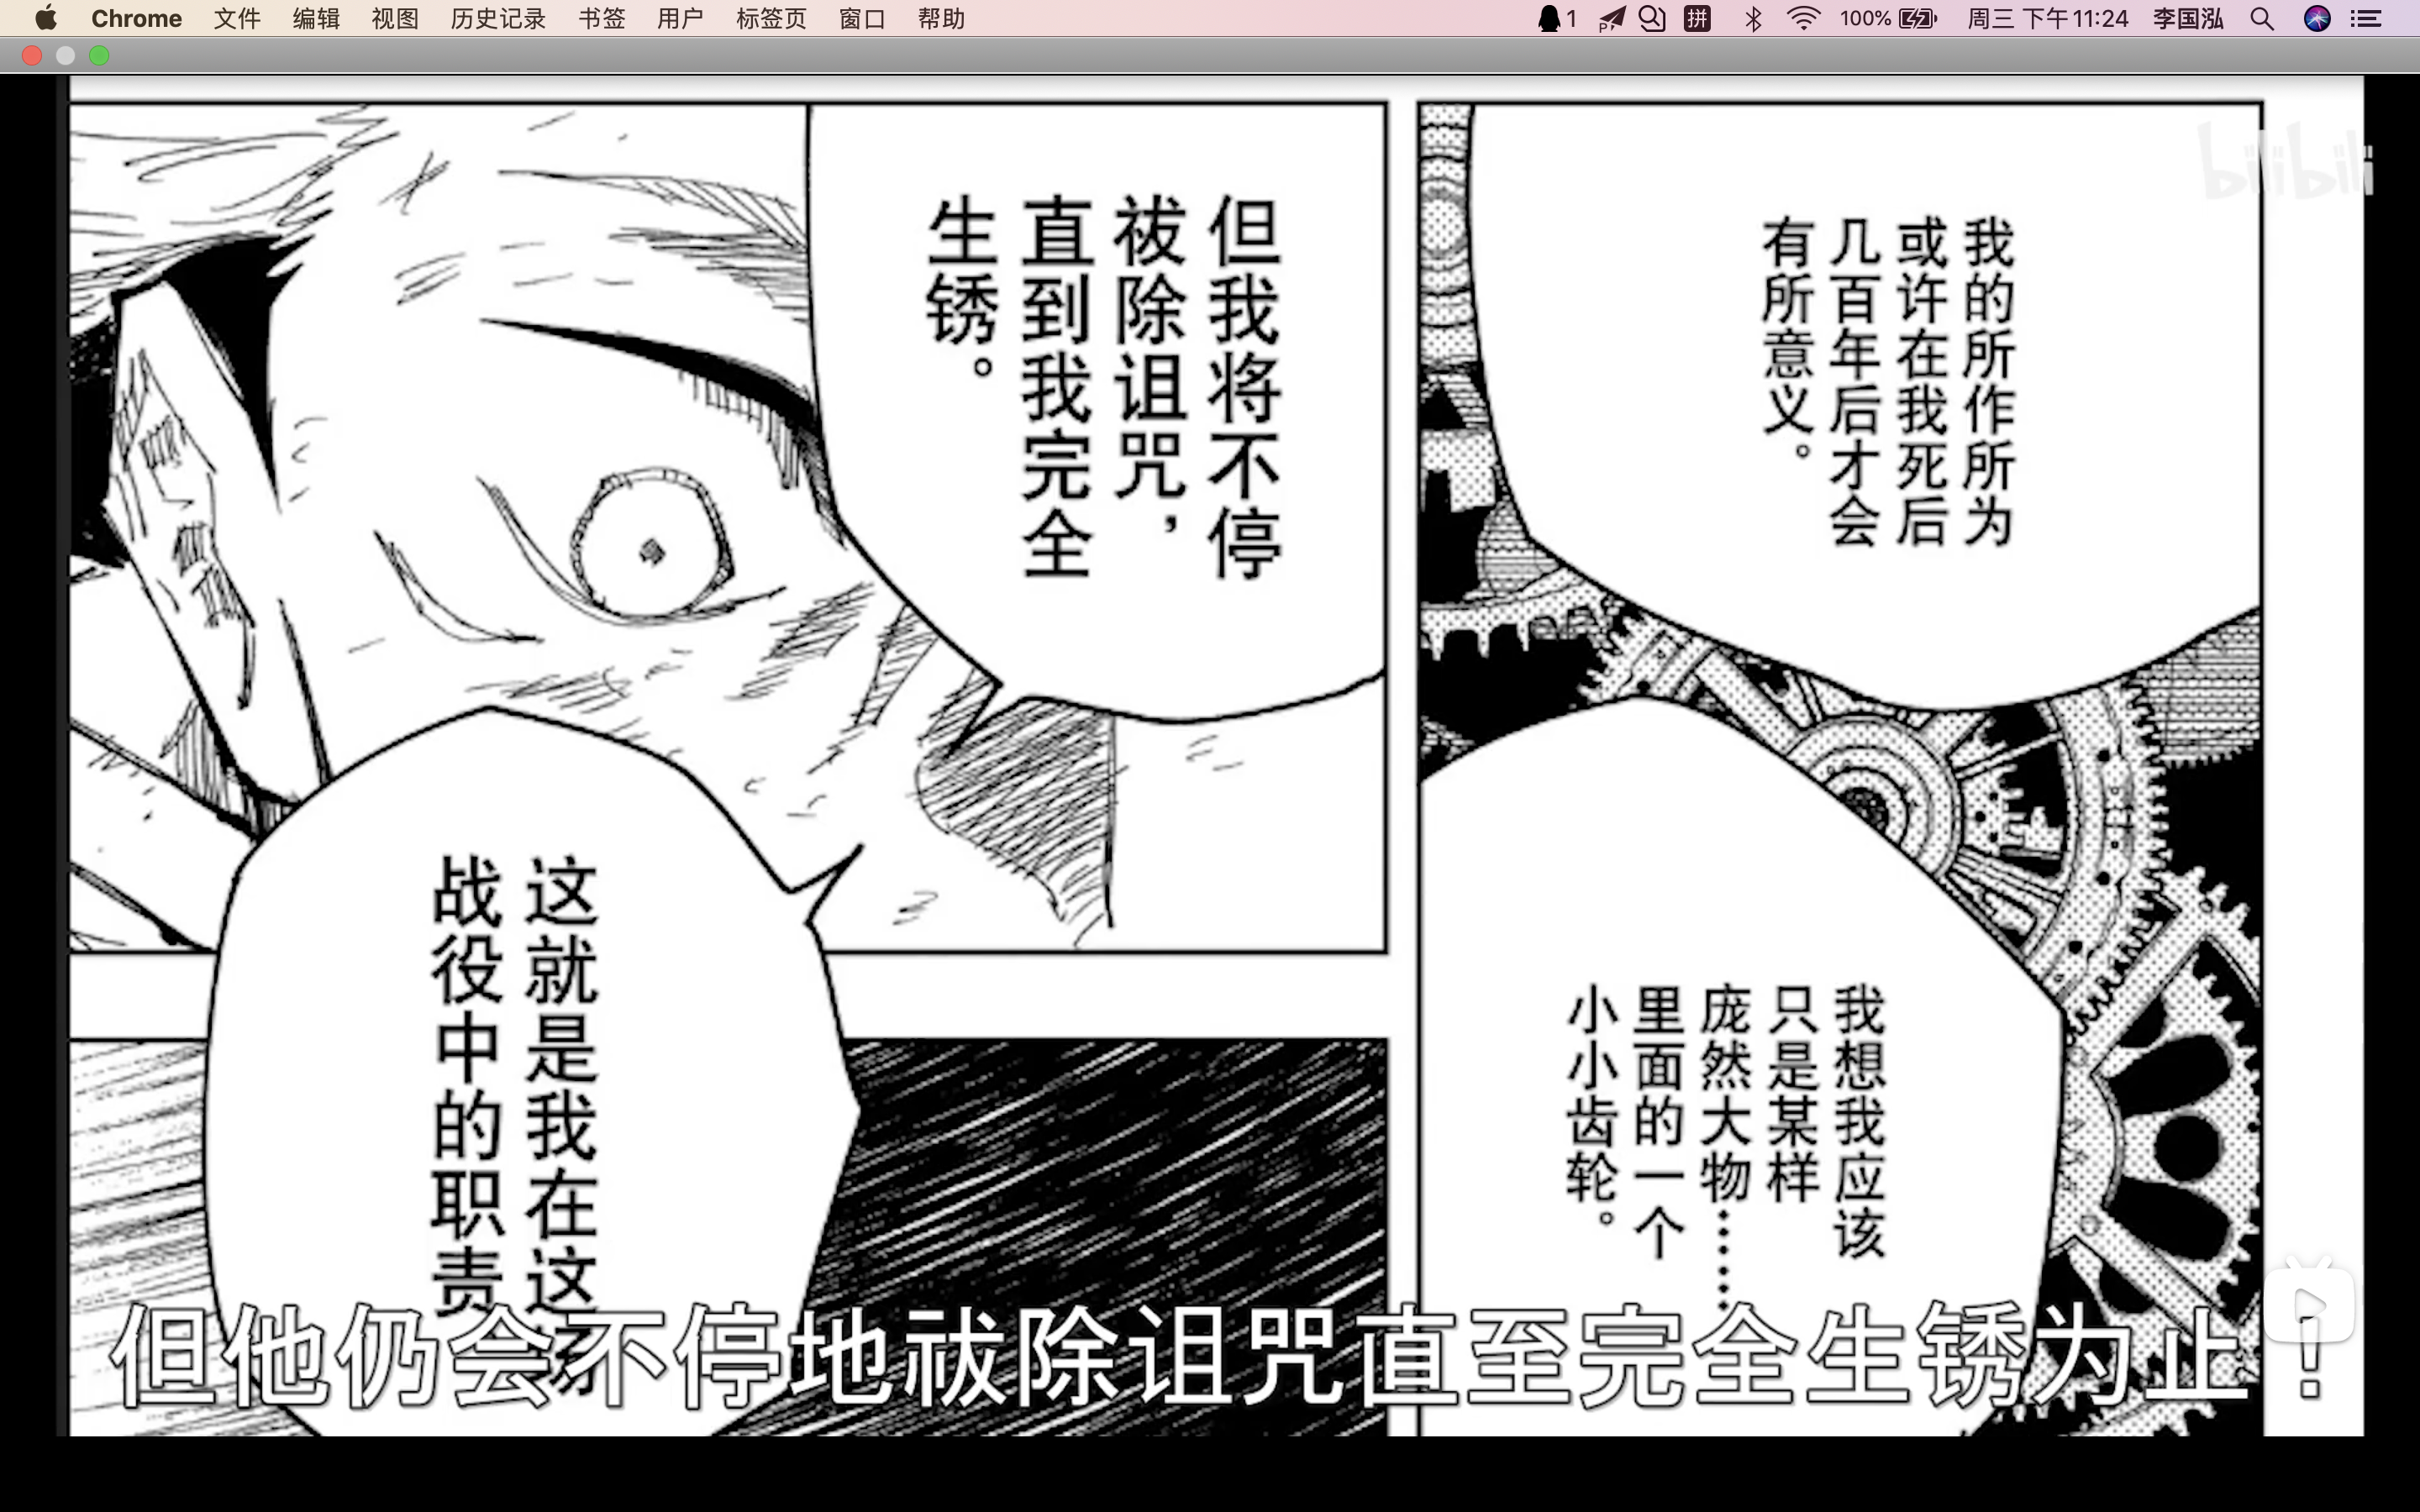 Chrome 文件 编辑 视图 历史记录 书签 用户 标签页 窗口 帮助 1 拼 100% 周三 下午11:24 李国泓
bilibili
我的所作所为
或许在我死后
几百年后才会
有所意义。
我想我应该
只是某样
庞然大物……
里面的一个
小小齿轮。
但我将不停
祓除诅咒，
直到我完全
生锈。
这就是我在这场
战役中的职责
但他仍会不停地祓除诅咒直至完全生锈为止！